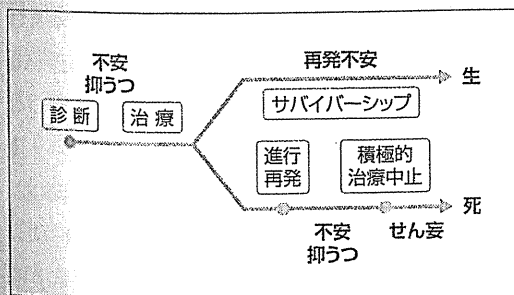 不安
抑うつ
診断
治療
再発不安
生
サバイバーシップ
進行
再発
積極的
治療中止
死
不安
抑うつ
せん妄